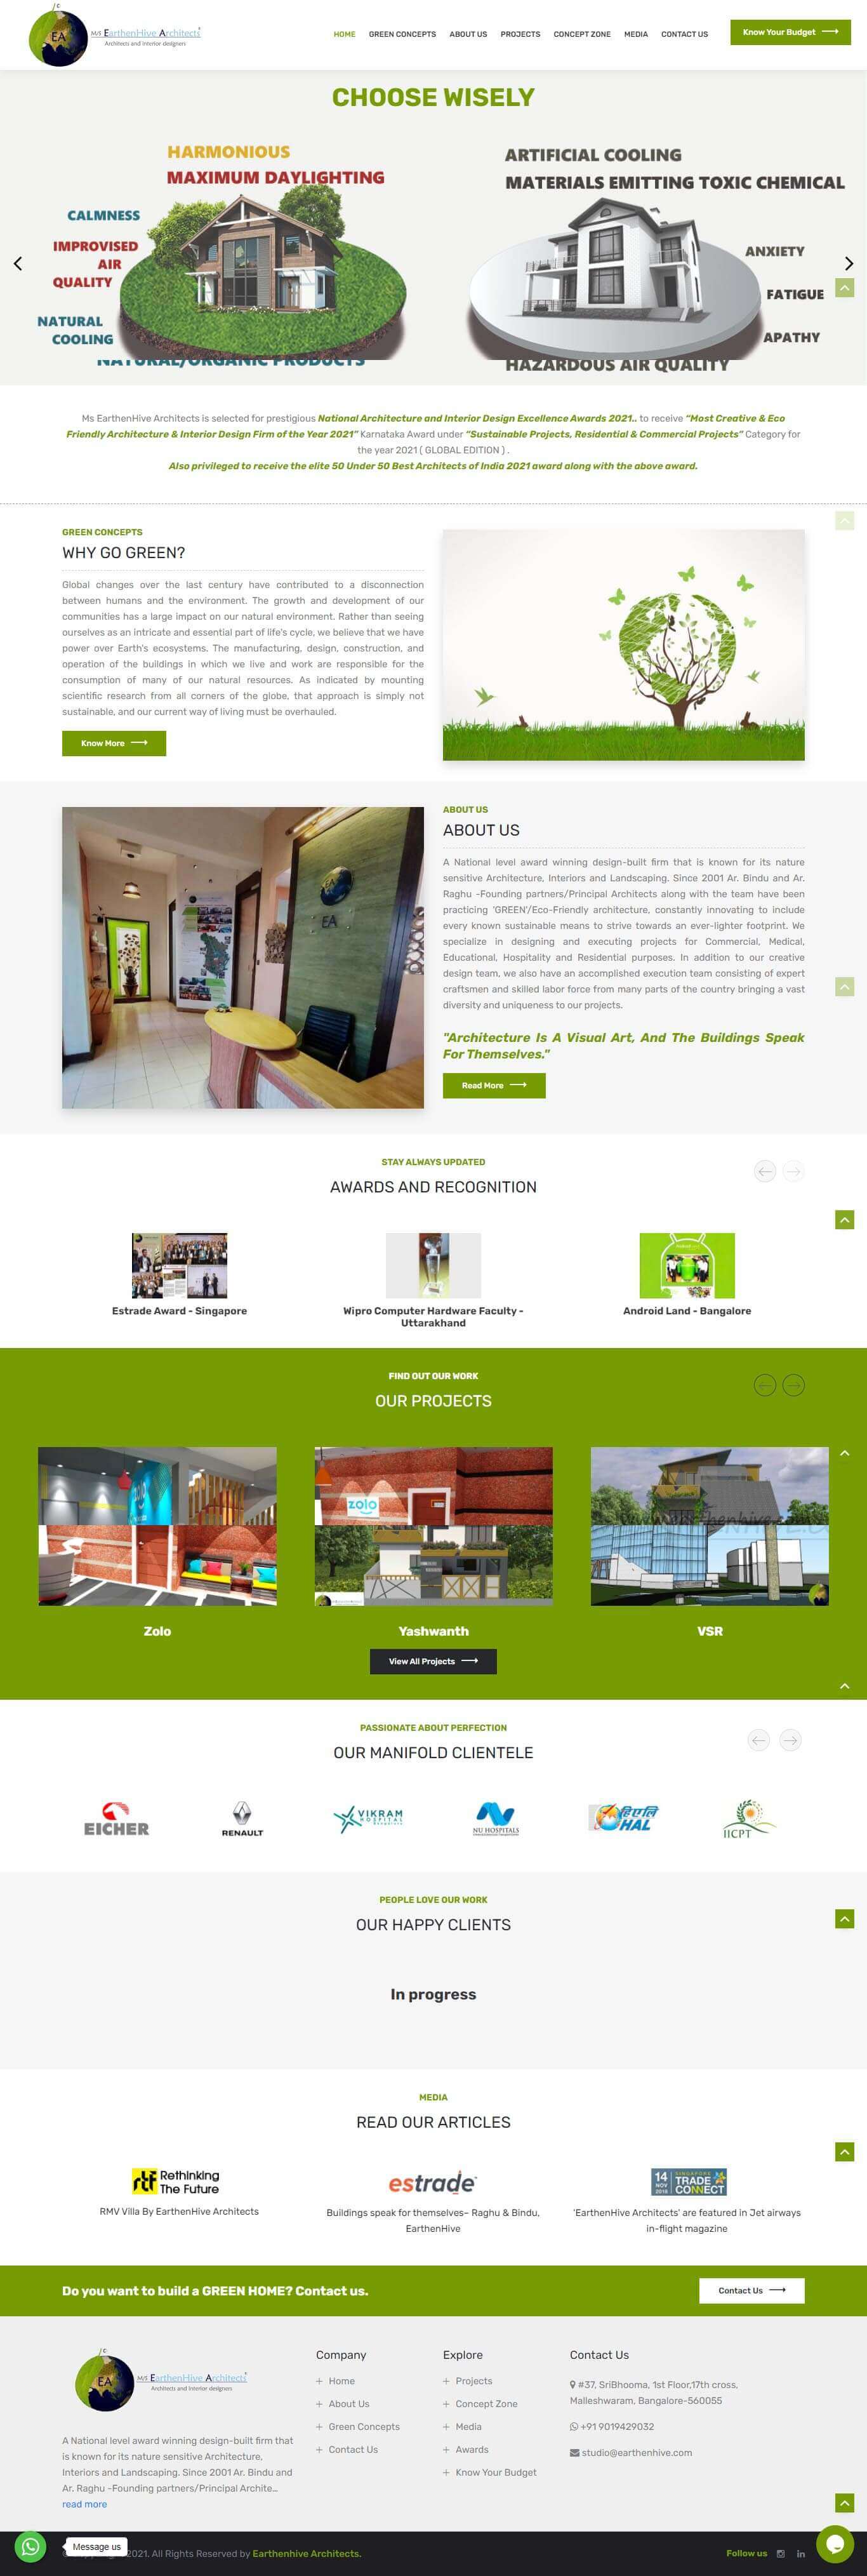 M/s EarthenHive Architects
Architects and Interior designers
EA
HOME GREEN CONCEPTS ABOUT US PROJECTS CONCEPT ZONE MEDIA CONTACT US
Know Your Budget
CHOOSE WISELY
HARMONIOUS
MAXIMUM DAYLIGHTING
CALMNESS
IMPROVISED
AIR
QUALITY
NATURAL
COOLING
NATURAL/ORGANIC PRODUCTS
ARTIFICIAL COOLING
MATERIALS EMITTING TOXIC CHEMICAL
ANXIETY
FATIGUE
APATHY
HAZARDOUS AIR QUALITY
Ms EarthenHive Architects is selected for prestigious National Architecture and Interior Design Excellence Awards 2021.. to receive “Most Creative & Eco
Friendly Architecture & Interior Design Firm of the Year 2021” Karnataka Award under “Sustainable Projects, Residential & Commercial Projects” Category for
the year 2021 ( GLOBAL EDITION ) .
Also privileged to receive the elite 50 Under 50 Best Architects of India 2021 award along with the above award.
GREEN CONCEPTS
WHY GO GREEN?
Global changes over the last century have contributed to a disconnection
between humans and the environment. The growth and development of our
communities has a large impact on our natural environment. Rather than seeing
ourselves as an intricate and essential part of life's cycle, we believe that we have
power over Earth's ecosystems. The manufacturing, design, construction, and
operation of the buildings in which we live and work are responsible for the
consumption of many of our natural resources. As indicated by mounting
scientific research from all corners of the globe, that approach is simply not
sustainable, and our current way of living must be overhauled.
Know More
EA
ABOUT US
ABOUT US
A National level award winning design-built firm that is known for its nature
sensitive Architecture, Interiors and Landscaping. Since 2001 Ar. Bindu and Ar.
Raghu -Founding partners/Principal Architects along with the team have been
practicing 'GREEN'/Eco-Friendly architecture, constantly innovating to include
every known sustainable means to strive towards an ever-lighter footprint. We
specialize in designing and executing projects for Commercial, Medical,
Educational, Hospitality and Residential purposes. In addition to our creative
design team, we also have an accomplished execution team consisting of expert
craftsmen and skilled labor force from many parts of the country bringing a vast
diversity and uniqueness to our projects.
"Architecture Is A Visual Art, And The Buildings Speak
For Themselves."
Read More
STAY ALWAYS UPDATED
AWARDS AND RECOGNITION
Estrade Award - Singapore
Wipro Computer Hardware Faculty -
Uttarakhand
Android Land - Bangalore
FIND OUT OUR WORK
OUR PROJECTS
zolo
zolo
Zolo
Yashwanth
VSR
View All Projects
PASSIONATE ABOUT PERFECTION
OUR MANIFOLD CLIENTELE
EICHER
RENAULT
VIKRAM
HOSPITAL
NU HOSPITALS
एचएएल HAL
IICPT
PEOPLE LOVE OUR WORK
OUR HAPPY CLIENTS
In progress
MEDIA
READ OUR ARTICLES
rtf Rethinking
The Future
RMV Villa By EarthenHive Architects
estrade
Buildings speak for themselves– Raghu & Bindu,
EarthenHive
14 NOV 2018 SINGAPORE TRADE CONNECT
'EarthenHive Architects' are featured in Jet airways
in-flight magazine
Do you want to build a GREEN HOME? Contact us.
Contact Us
EA
M/s EarthenHive Architects
Architects and Interior designers
A National level award winning design-built firm that
is known for its nature sensitive Architecture,
Interiors and Landscaping. Since 2001 Ar. Bindu and
Ar. Raghu -Founding partners/Principal Archite...
read more
Company
Home
About Us
Green Concepts
Contact Us
Explore
Projects
Concept Zone
Media
Awards
Know Your Budget
Contact Us
#37, SriBhooma, 1st Floor,17th cross,
Malleshwaram, Bangalore-560055
+91 9019429032
studio@earthenhive.com
Message us
2021. All Rights Reserved by Earthenhive Architects.
Follow us